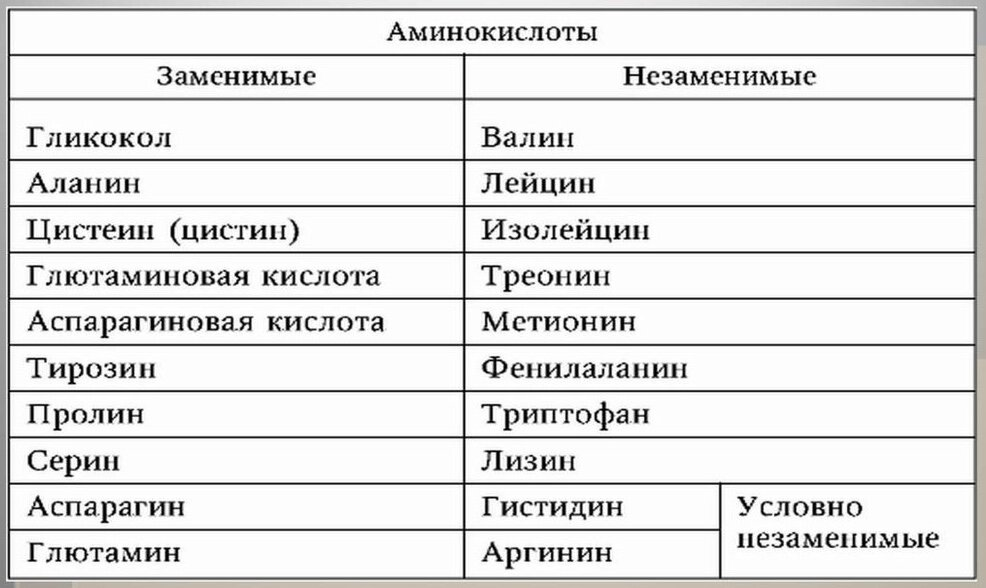 Аминокислоты
Заменимые Незаменимые
Гликокол Валин
Аланин Лейцин
Цистеин (цистин) Изолейцин
Глютаминовая кислота Треонин
Аспарагиновая кислота Метионин
Тирозин Фенилаланин
Пролин Триптофан
Серин Лизин
Аспарагин Гистидин Условно
незаменимые
Глютамин Аргинин